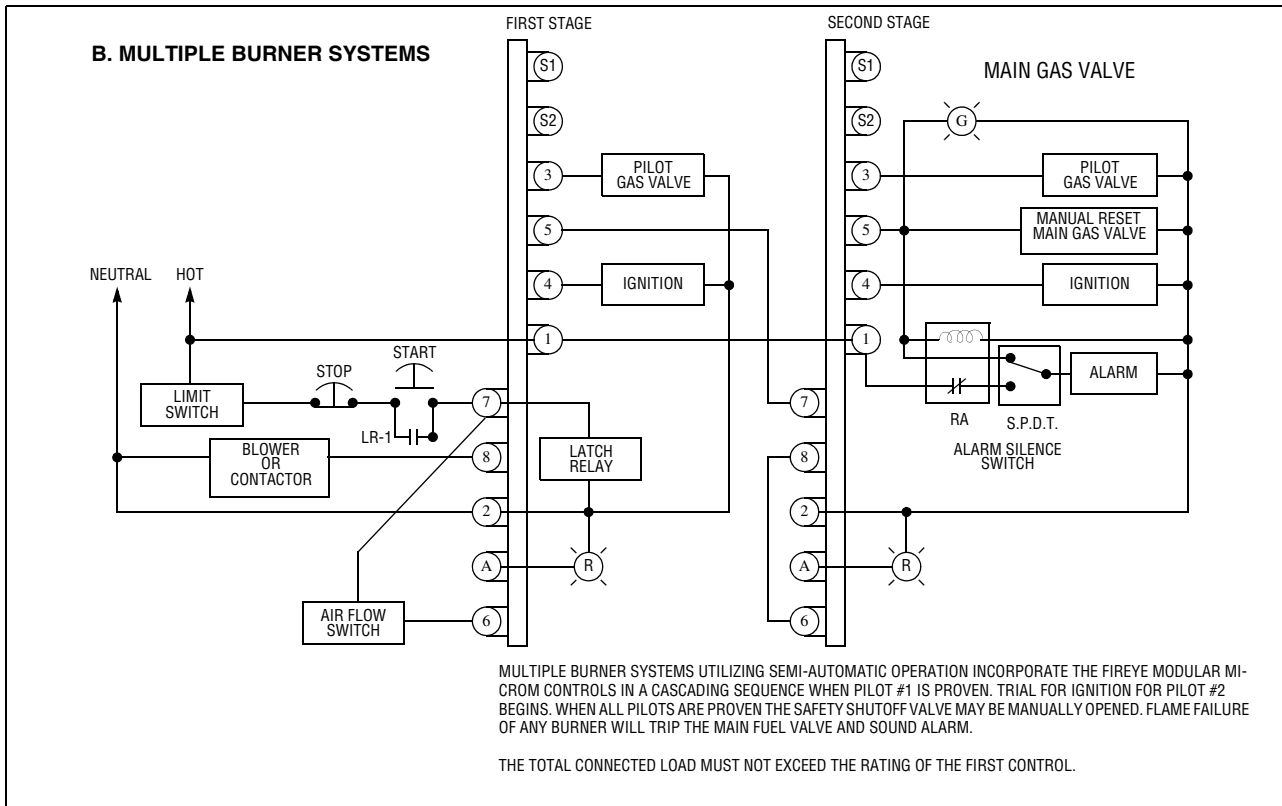 B. MULTIPLE BURNER SYSTEMS
FIRST STAGE
SECOND STAGE
MAIN GAS VALVE
S1
S2
3
5
4
1
7
8
2
A
6
PILOT
GAS VALVE
IGNITION
NEUTRAL
HOT
LIMIT
SWITCH
STOP
START
LR-1
BLOWER
OR
CONTACTOR
LATCH
RELAY
R
AIR FLOW
SWITCH
S1
S2
3
5
4
1
7
8
2
A
6
G
PILOT
GAS VALVE
MANUAL RESET
MAIN GAS VALVE
IGNITION
RA
S.P.D.T.
ALARM SILENCE
SWITCH
ALARM
R
MULTIPLE BURNER SYSTEMS UTILIZING SEMI-AUTOMATIC OPERATION INCORPORATE THE FIREYE MODULAR MI-
CROM CONTROLS IN A CASCADING SEQUENCE WHEN PILOT #1 IS PROVEN. TRIAL FOR IGNITION FOR PILOT #2
BEGINS. WHEN ALL PILOTS ARE PROVEN THE SAFETY SHUTOFF VALVE MAY BE MANUALLY OPENED. FLAME FAILURE
OF ANY BURNER WILL TRIP THE MAIN FUEL VALVE AND SOUND ALARM.
THE TOTAL CONNECTED LOAD MUST NOT EXCEED THE RATING OF THE FIRST CONTROL.